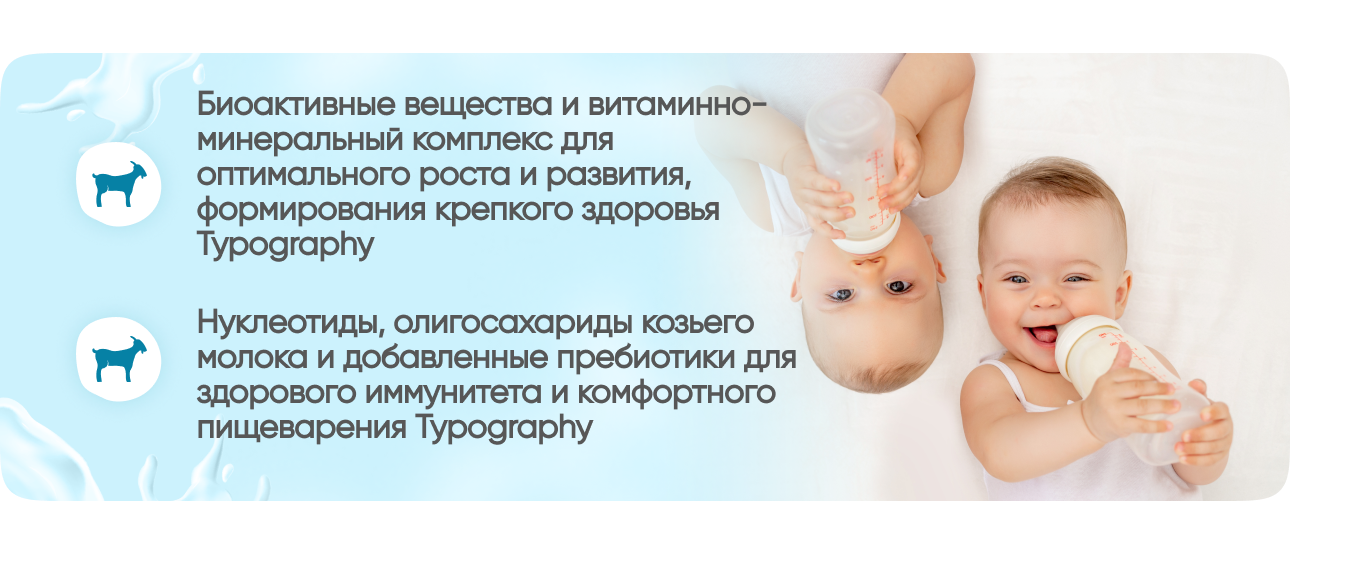 Биоактивные вещества и витаминно-
минеральный комплекс для
оптимального роста и развития,
формирования крепкого здоровья
Typography
Нуклеотиды, олигосахариды козьего
молока и добавленные пребиотики для
здорового иммунитета и комфортного
пищеварения Typography